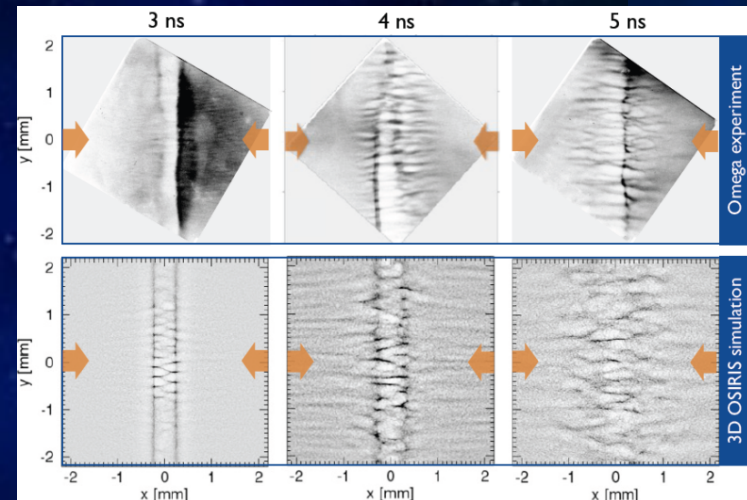 3 ns 4 ns 5 ns
2
1
0
-1
-2
y [mm]
Omega experiment
2
1
0
-1
-2
y [mm]
3D OSIRIS simulation
-2 -1 0 1 2 -2 -1 0 1 2 -2 -1 0 1 2
x [mm] x [mm] x [mm]